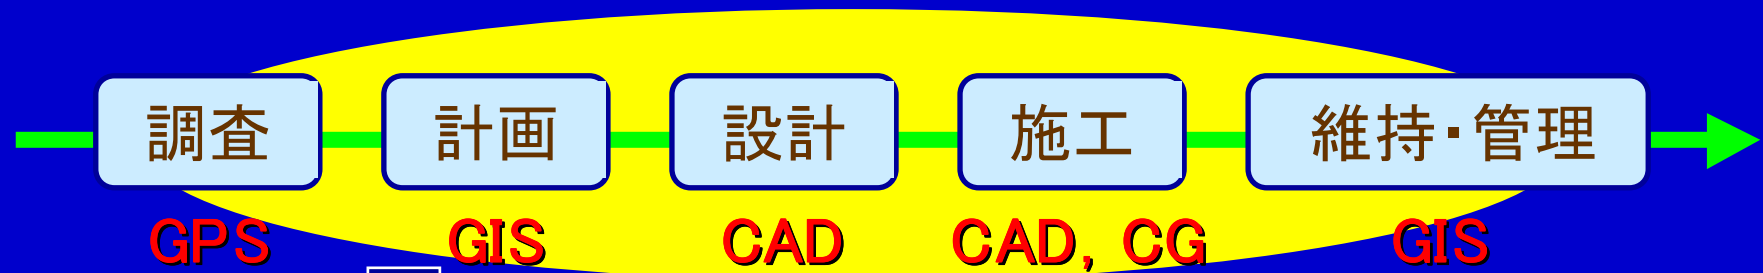 調査 計画 設計 施工 維持・管理
GPS GIS CAD CAD, CG GIS